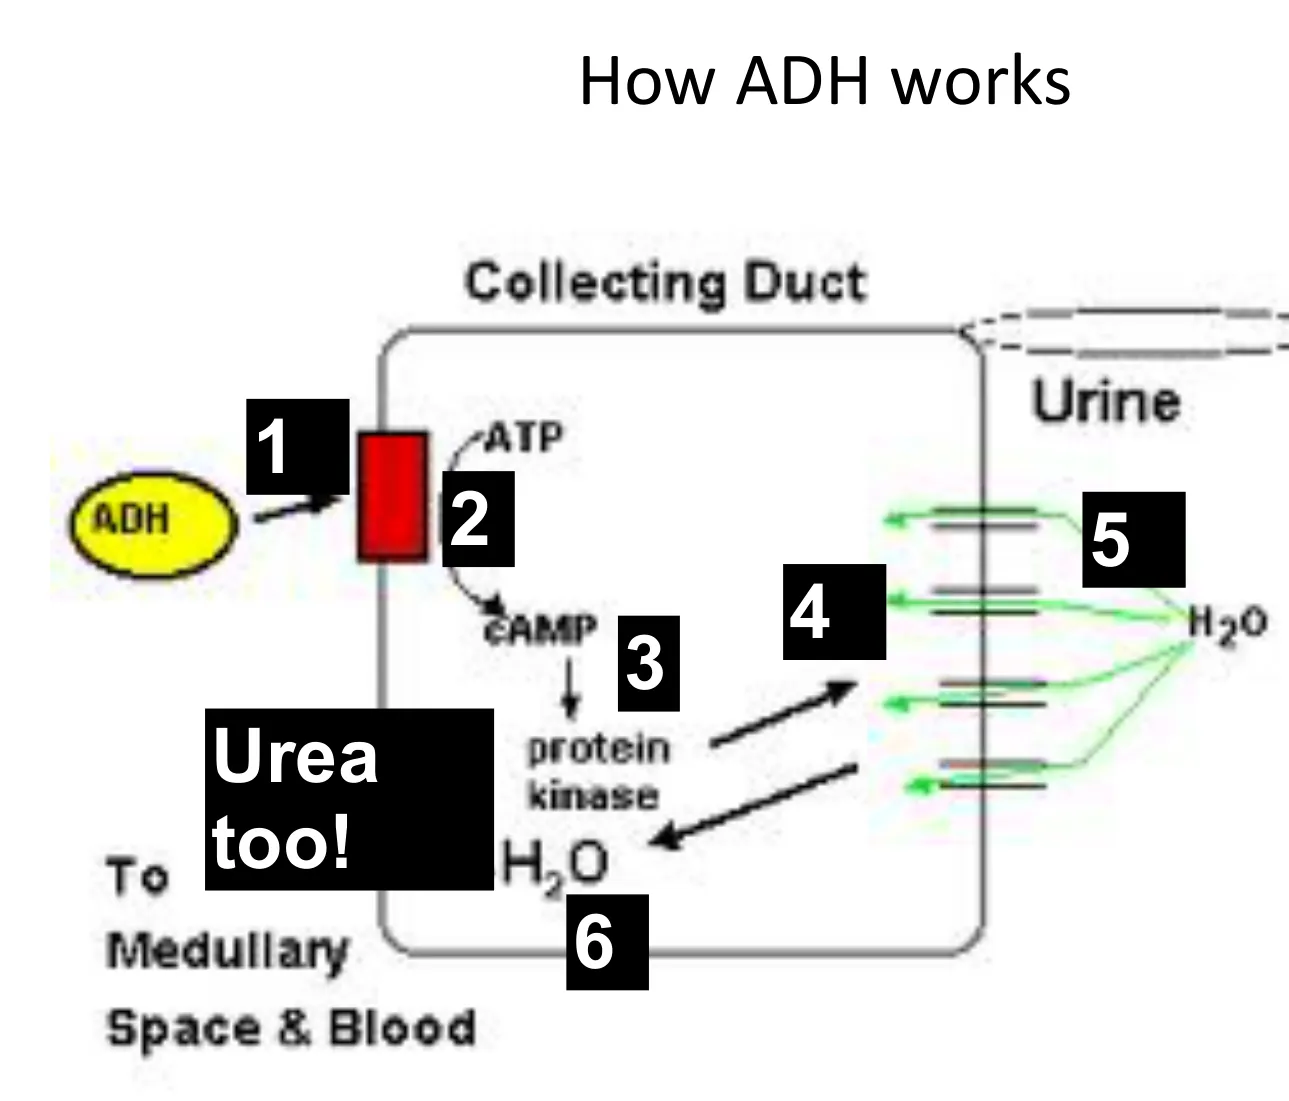 How ADH works
Collecting Duct
Urine
1
ATP
ADH
2
5
4
H₂O
cAMP
3
Urea
too!
protein
kinase
H₂O
To
6
Medullary
Space & Blood